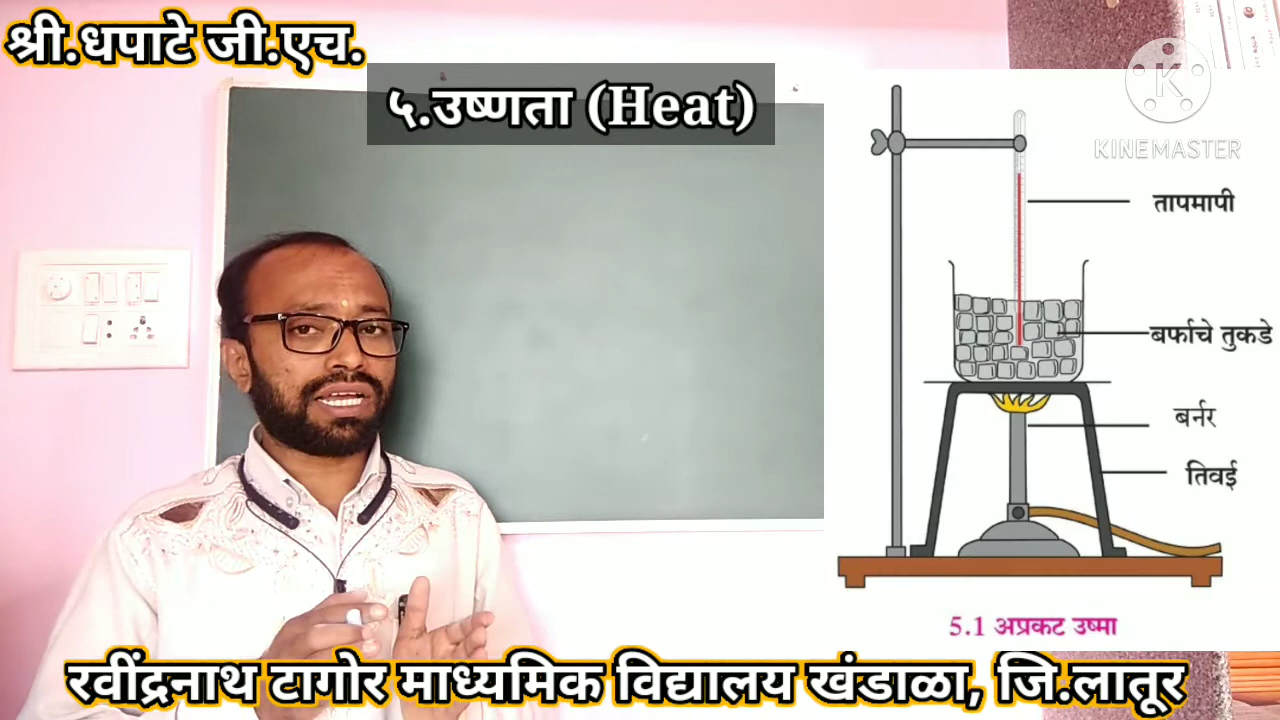 श्री.धपाटे जी.एच.
५.उष्णता (Heat)
K
KINEMASTER
तापमापी
बर्फाचे तुकडे
बर्नर
तिवई
5.1 अप्रकट उष्मा
रवींद्रनाथ टागोर माध्यमिक विद्यालय खंडाळा, जि.लातूर